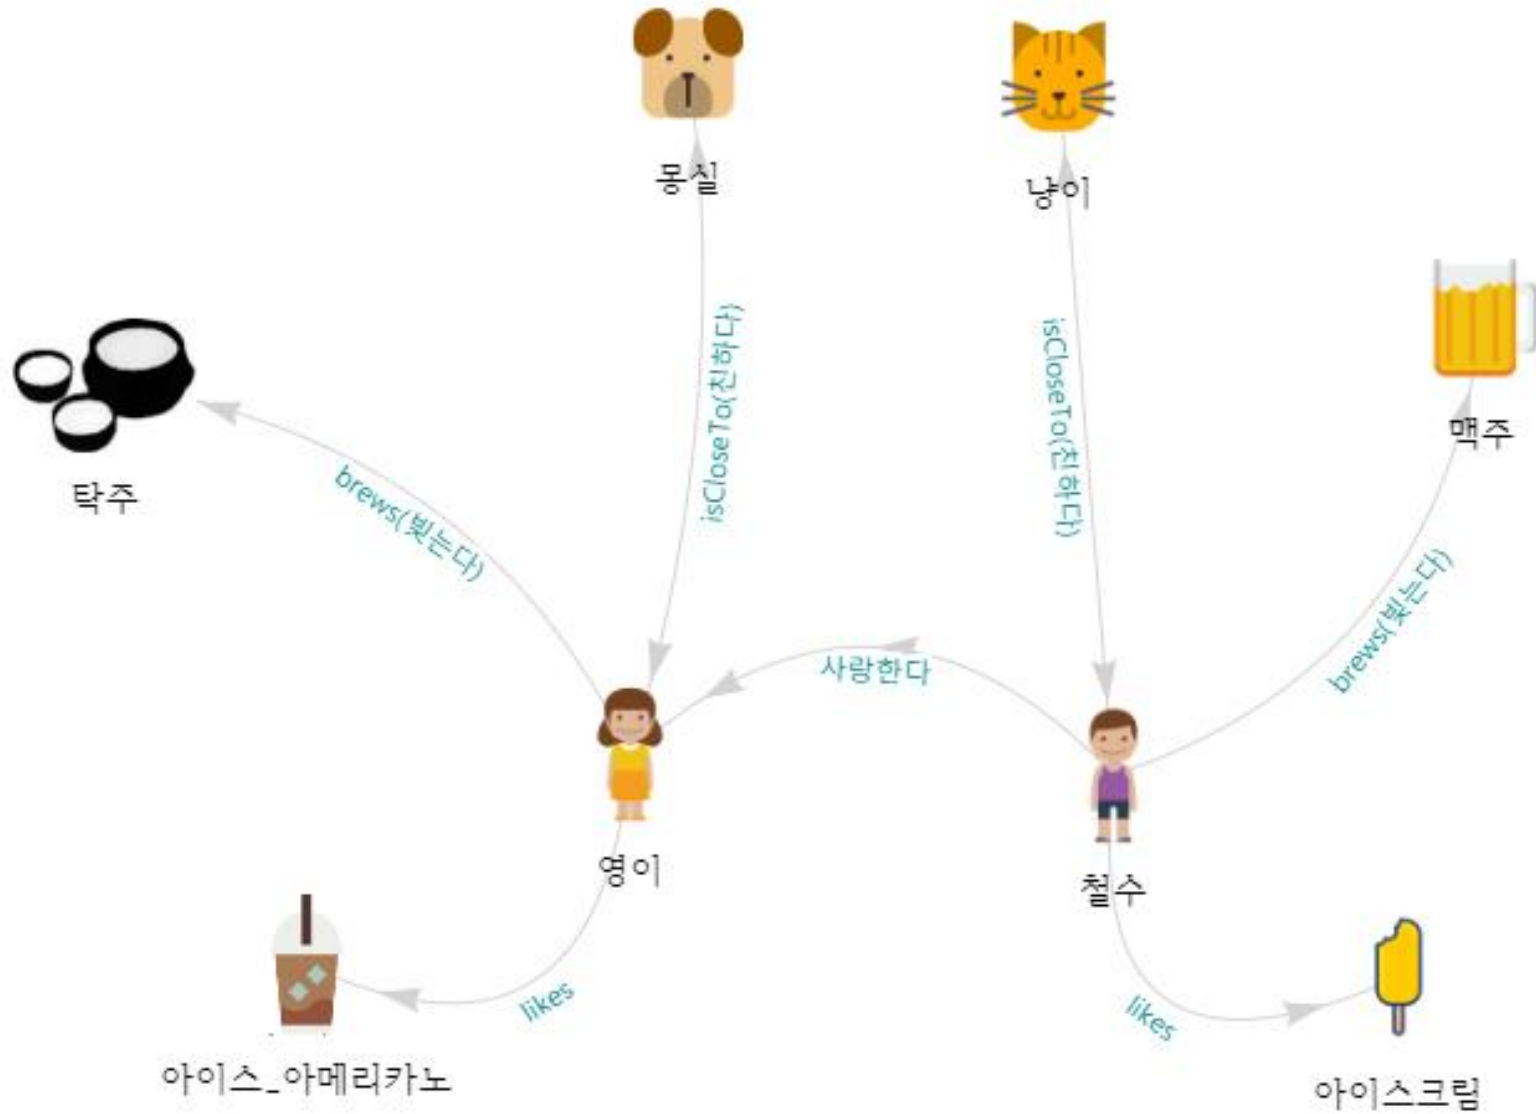 몽실
냥이
맥주
isCloseTo(친하다)
isCloseTo(친하다)
탁주
brews(빚는다)
brews(빚는다)
사랑한다
영이
철수
likes
likes
아이스_아메리카노
아이스크림